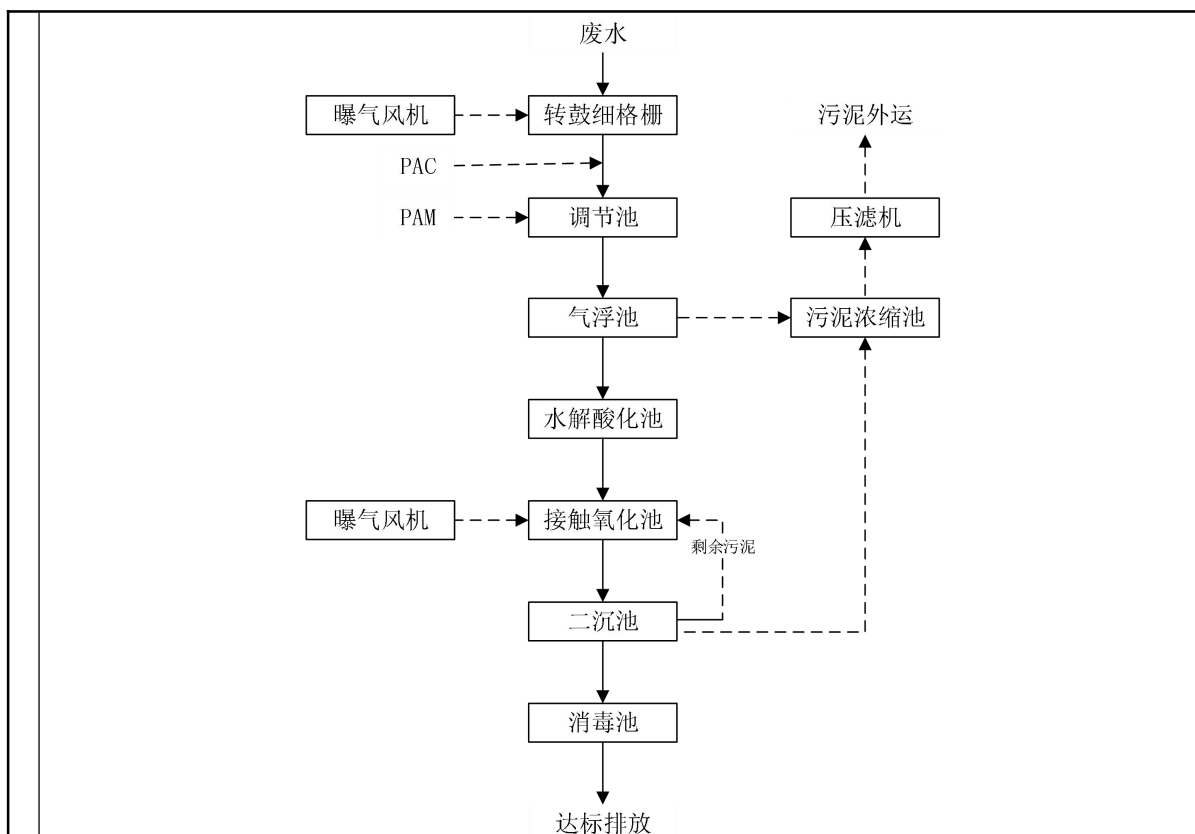 废水
曝气风机
转鼓细格栅
污泥外运
PAC
PAM
调节池
压滤机
气浮池
污泥浓缩池
水解酸化池
曝气风机
接触氧化池
剩余污泥
二沉池
消毒池
达标排放